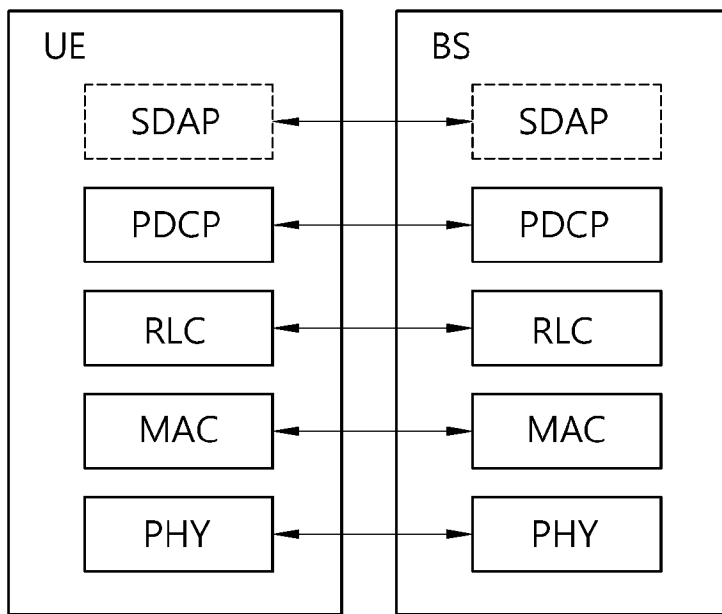 UE BS
SDAP SDAP
PDCP PDCP
RLC RLC
MAC MAC
PHY PHY